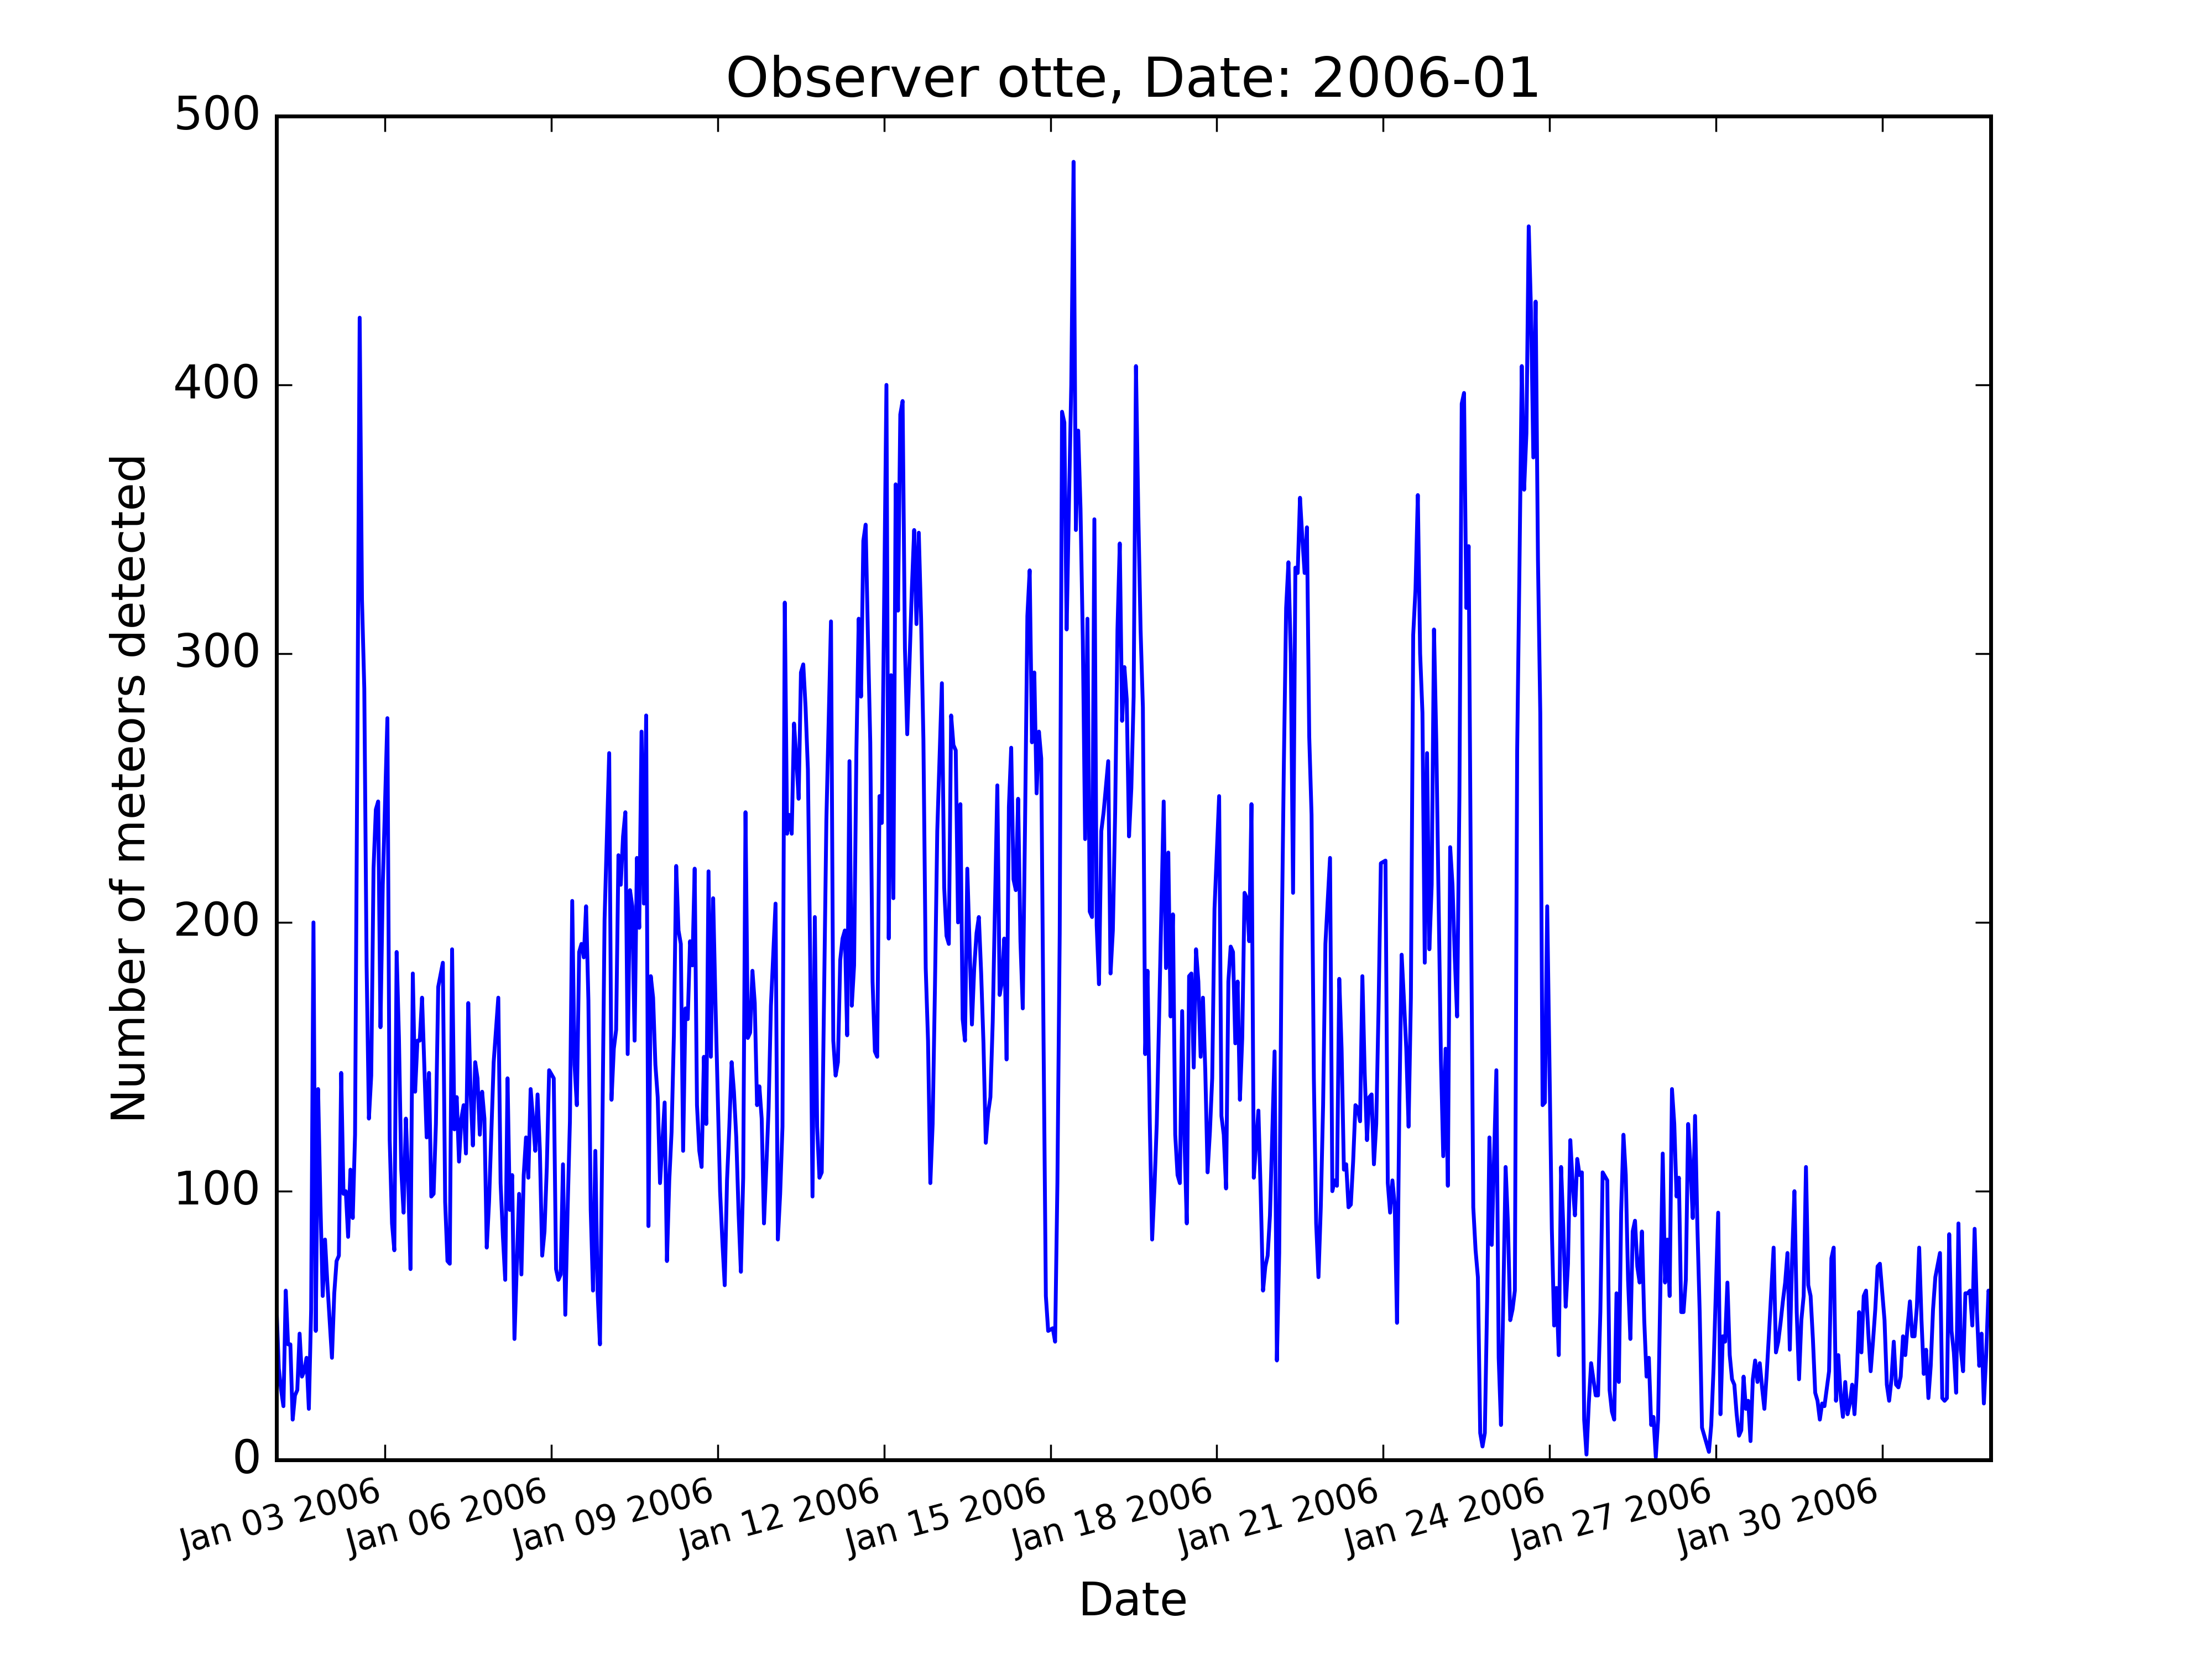 Observer otte, Date: 2006-01
500
400
300
200
100
0
Number of meteors detected
Jan 03 2006
Jan 06 2006
Jan 09 2006
Jan 12 2006
Jan 15 2006
Jan 18 2006
Jan 21 2006
Jan 24 2006
Jan 27 2006
Jan 30 2006
Date